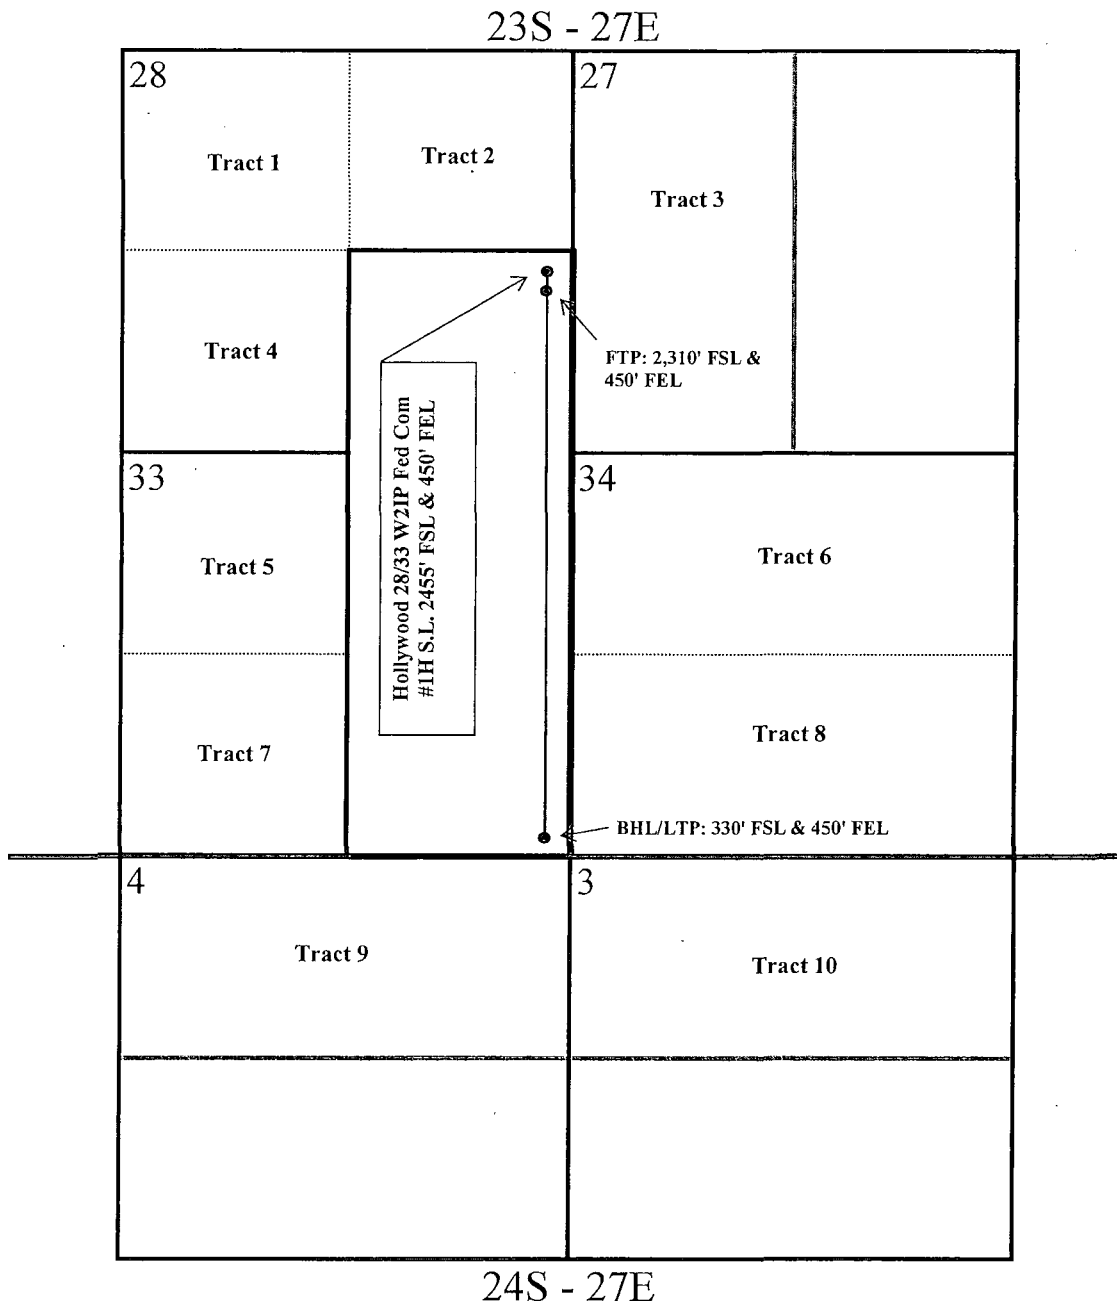 23S - 27E
28
27
Tract 1
Tract 2
Tract 3
Tract 4
FTP: 2,310' FSL &
450' FEL
Hollywood 28/33 W2IP Fed Com
#1H S.L. 2455' FSL & 450' FEL
33
34
Tract 5
Tract 6
Tract 7
Tract 8
BHL/LTP: 330' FSL & 450' FEL
4
3
Tract 9
Tract 10
24S - 27E